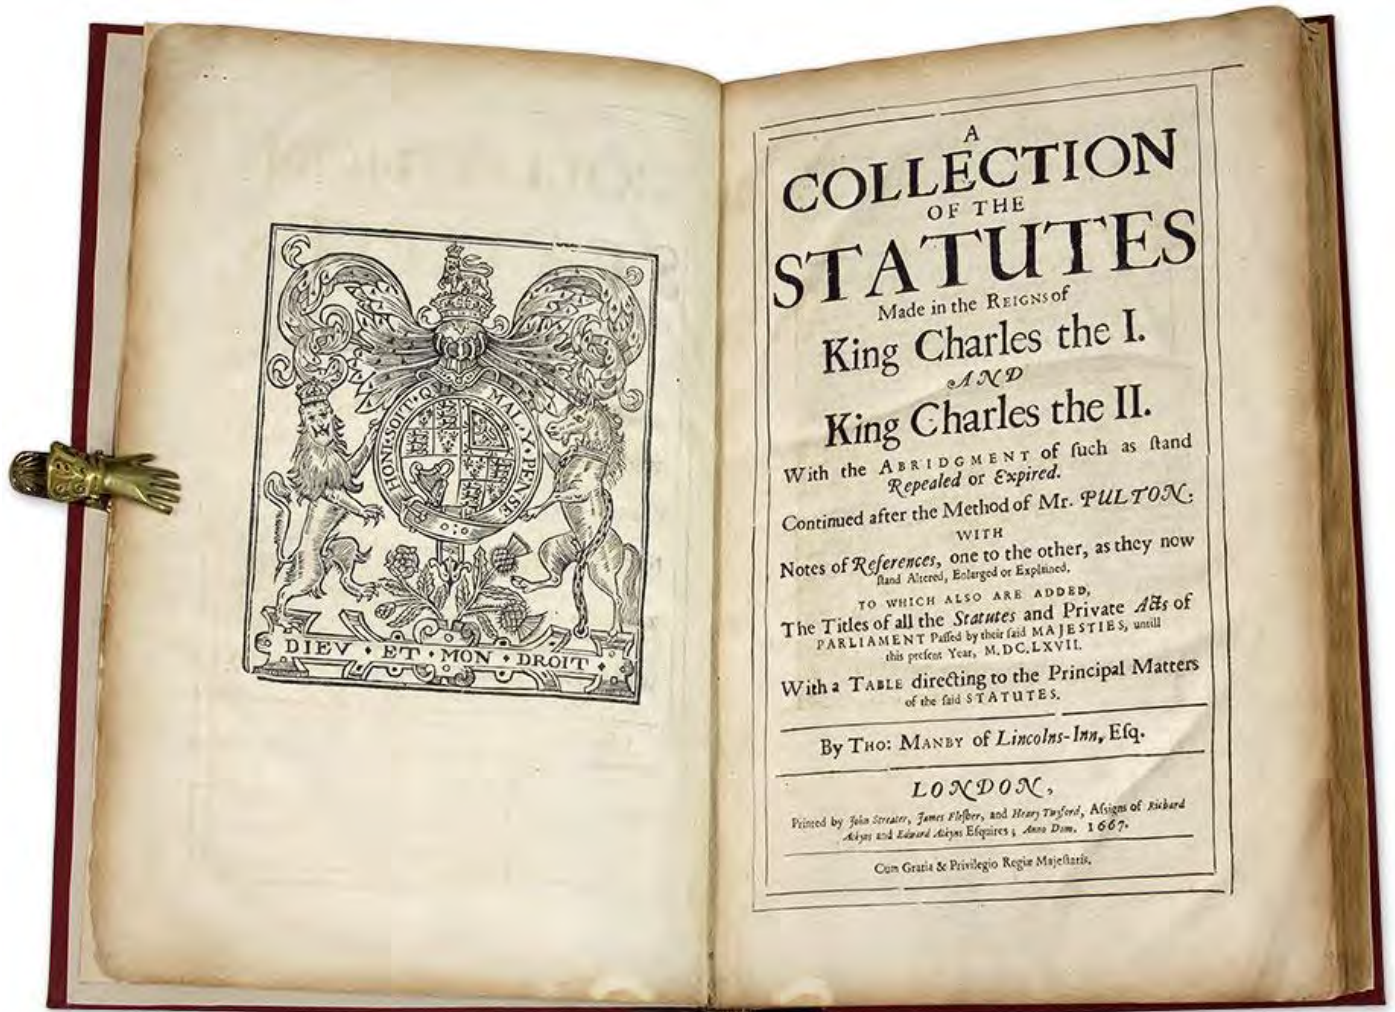 HONI·SOIT·Q MAL·Y·PENSE
DIEV · ET · MON · DROIT ·
A
COLLECTION
OF THE
STATUTES
Made in the REIGNS of
King Charles the I.
AND
King Charles the II.
With the ABRIDGMENT of ſuch as ſtand
Repealed or Expired.
Continued after the Method of Mr. PULTON:
WITH
Notes of References, one to the other, as they now
ſtand Altered, Enlarged or Explained.
TO WHICH ALSO ARE ADDED,
The Titles of all the Statutes and Private Acts of
PARLIAMENT Paſſed by their ſaid MAJESTIES, untill
this preſent Year, M.DC.LXVII.
With a TABLE directing to the Principal Matters
of the ſaid STATUTES.
By THO: MANBY of Lincolns-Inn, Eſq.
LONDON,
Printed by John Streater, James Fleſher, and Henry Twyford, Aſſigns of Richard
Atkyns and Edward Atkyns Eſquires; Anno Dom. 1667.
Cum Gratia & Privilegio Regiæ Majeſtatis.